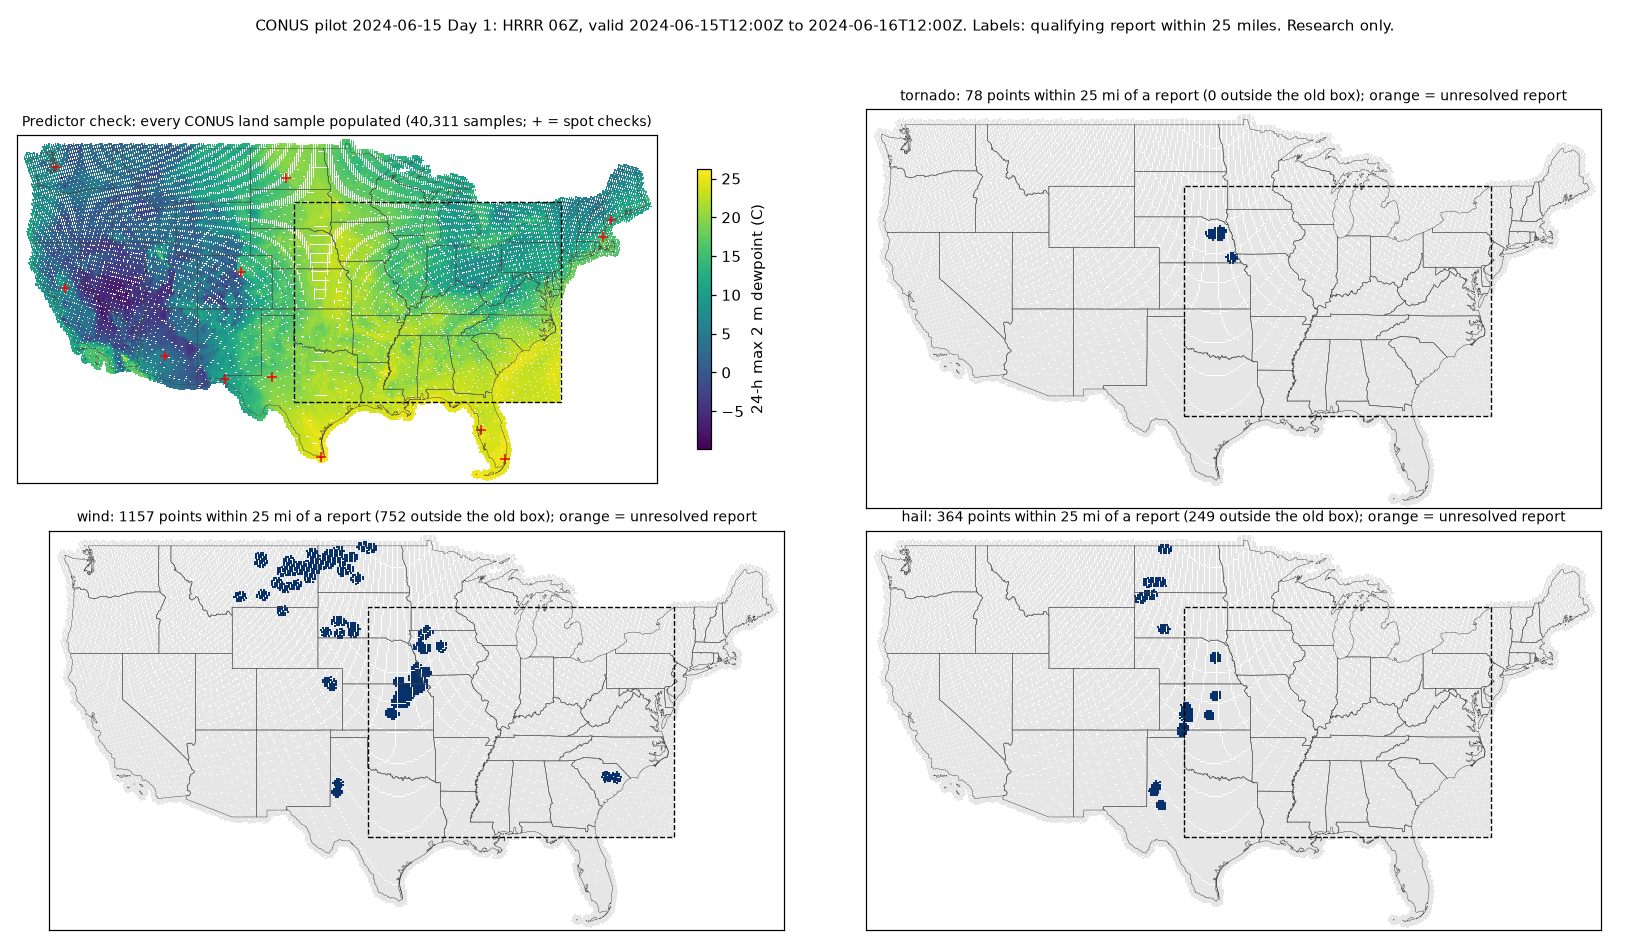 CONUS pilot 2024-06-15 Day 1: HRRR 06Z, valid 2024-06-15T12:00Z to 2024-06-16T12:00Z. Labels: qualifying report within 25 miles. Research only.
Predictor check: every CONUS land sample populated (40,311 samples; + = spot checks)
25
20
15
10
5
0
−5
24-h max 2 m dewpoint (C)
tornado: 78 points within 25 mi of a report (0 outside the old box); orange = unresolved report
wind: 1157 points within 25 mi of a report (752 outside the old box); orange = unresolved report
hail: 364 points within 25 mi of a report (249 outside the old box); orange = unresolved report